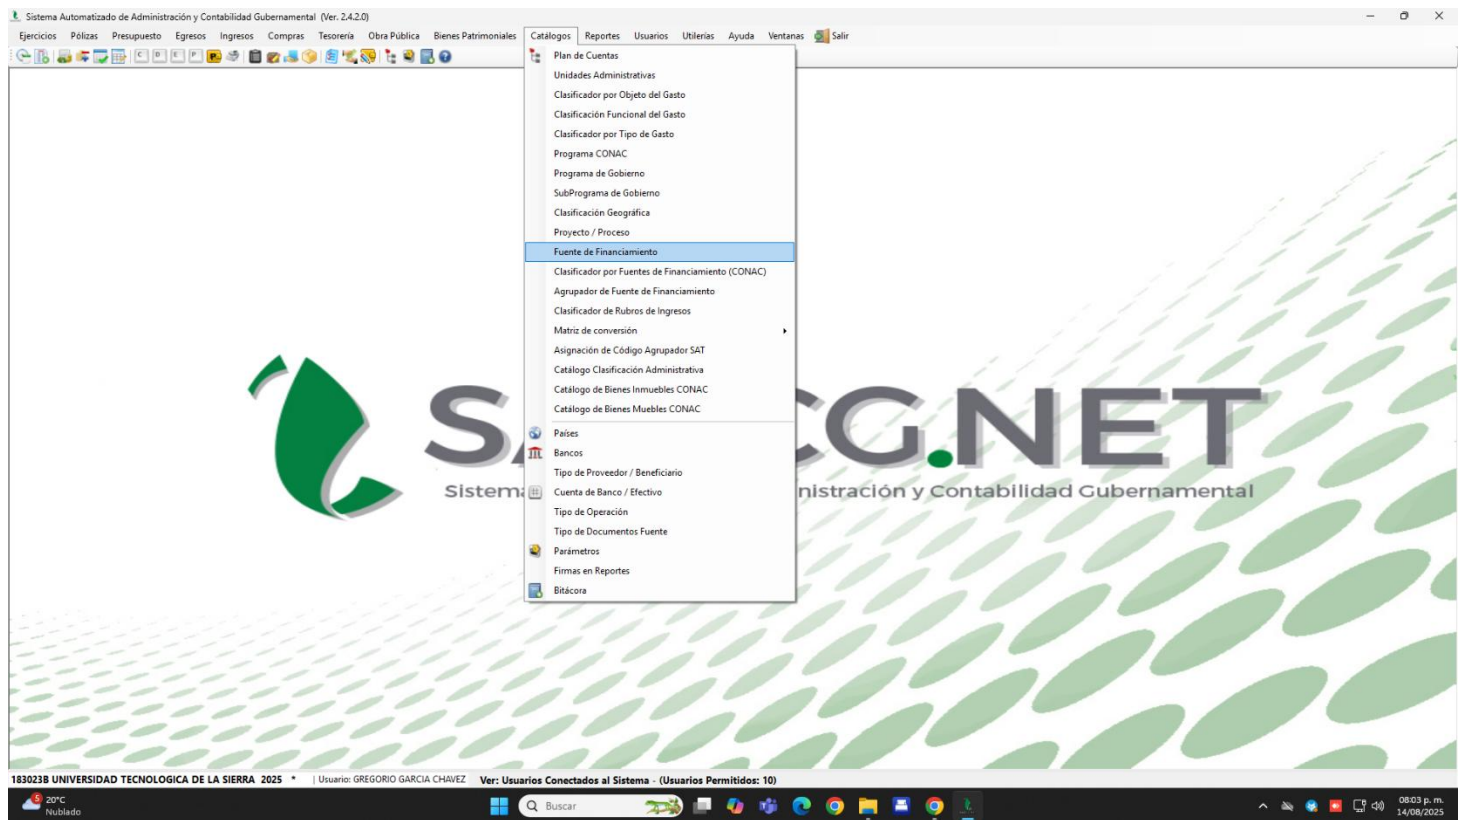 Sistema Automatizado de Administración y Contabilidad Gubernamental (Ver. 2.4.2.0)
Ejercicios Pólizas Presupuesto Egresos Ingresos Compras Tesorería Obra Pública Bienes Patrimoniales Catálogos Reportes Usuarios Utilerías Ayuda Ventanas Salir
Plan de Cuentas
Unidades Administrativas
Clasificador por Objeto del Gasto
Clasificación Funcional del Gasto
Clasificador por Tipo de Gasto
Programa CONAC
Programa de Gobierno
SubPrograma de Gobierno
Clasificación Geográfica
Proyecto / Proceso
Fuente de Financiamiento
Clasificador por Fuentes de Financiamiento (CONAC)
Agrupador de Fuente de Financiamiento
Clasificador de Rubros de Ingresos
Matriz de conversión
Asignación de Código Agrupador SAT
Catálogo Clasificación Administrativa
Catálogo de Bienes Inmuebles CONAC
Catálogo de Bienes Muebles CONAC
Países
Bancos
Tipo de Proveedor / Beneficiario
Cuenta de Banco / Efectivo
Tipo de Operación
Tipo de Documentos Fuente
Parámetros
Firmas en Reportes
Bitácora
S CG.NET
Sistema nistración y Contabilidad Gubernamental
183023B UNIVERSIDAD TECNOLOGICA DE LA SIERRA 2025 * | Usuario: GREGORIO GARCIA CHAVEZ Ver: Usuarios Conectados al Sistema - (Usuarios Permitidos: 10)
5
20°C
Nublado
Buscar
08:03 p. m.
14/08/2025